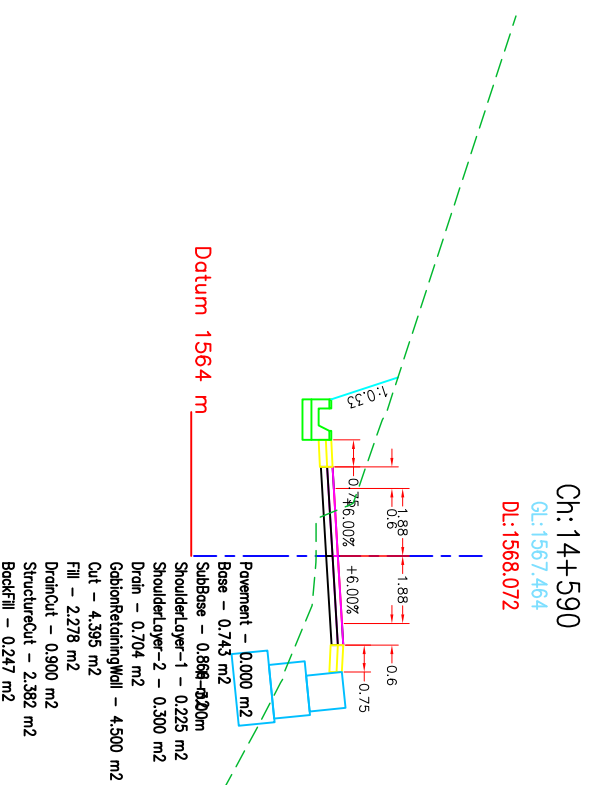 Ch:14+590
GL:1567.464
DL:1568.072
1:0.33
0.75
0.6
1.88
1.88
0.6
0.75
+6.00%
+6.00%
Datum 1564 m
Pavement - 0.000 m2
Base - 0.743 m2
SubBase - 0.868 m2
ShoulderLayer-1 - 0.225 m2
ShoulderLayer-2 - 0.300 m2
Drain - 0.704 m2
GabionRetainingWall - 4.500 m2
Cut - 4.395 m2
Fill - 2.278 m2
DrainCut - 0.900 m2
StructureCut - 2.382 m2
BackFill - 0.247 m2